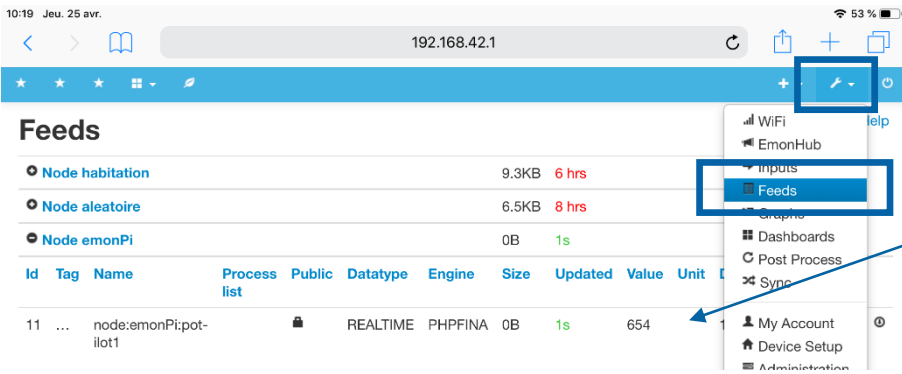 10:19 Jeu. 25 avr. 53 %
192.168.42.1
Feeds
Help
WiFi
EmonHub
Inputs
Feeds
Graphs
Dashboards
Post Process
Sync
My Account
Device Setup
Administration
Node habitation 9.3KB 6 hrs
Node aleatoire 6.5KB 8 hrs
Node emonPi 0B 1s
Id Tag Name Process list Public Datatype Engine Size Updated Value Unit D
11 ... node:emonPi:pot- REALTIME PHPFINA 0B 1s 654 1
ilot1